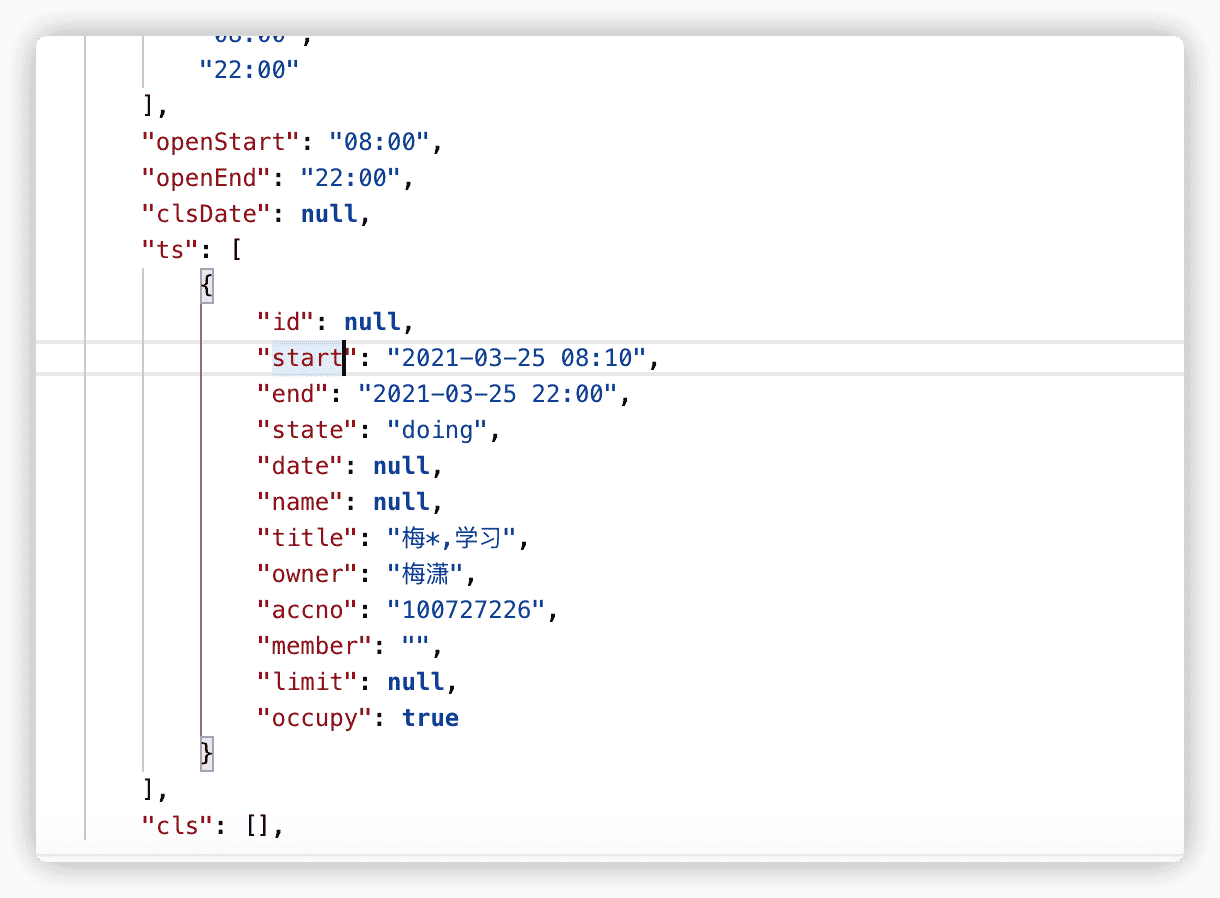 "08:00",
"22:00"
],
"openStart": "08:00",
"openEnd": "22:00",
"clsDate": null,
"ts": [
{
"id": null,
"start": "2021-03-25 08:10",
"end": "2021-03-25 22:00",
"state": "doing",
"date": null,
"name": null,
"title": "梅*,学习",
"owner": "梅潇",
"accno": "100727226",
"member": "",
"limit": null,
"occupy": true
}
],
"cls": [],